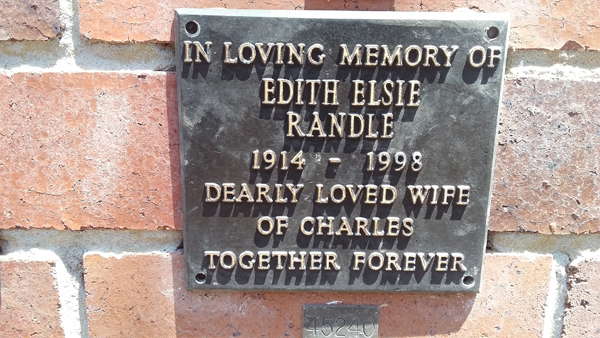 IN LOVING MEMORY OF
EDITH ELSIE
RANDLE
1914 - 1998
DEARLY LOVED WIFE
OF CHARLES
TOGETHER FOREVER
45240